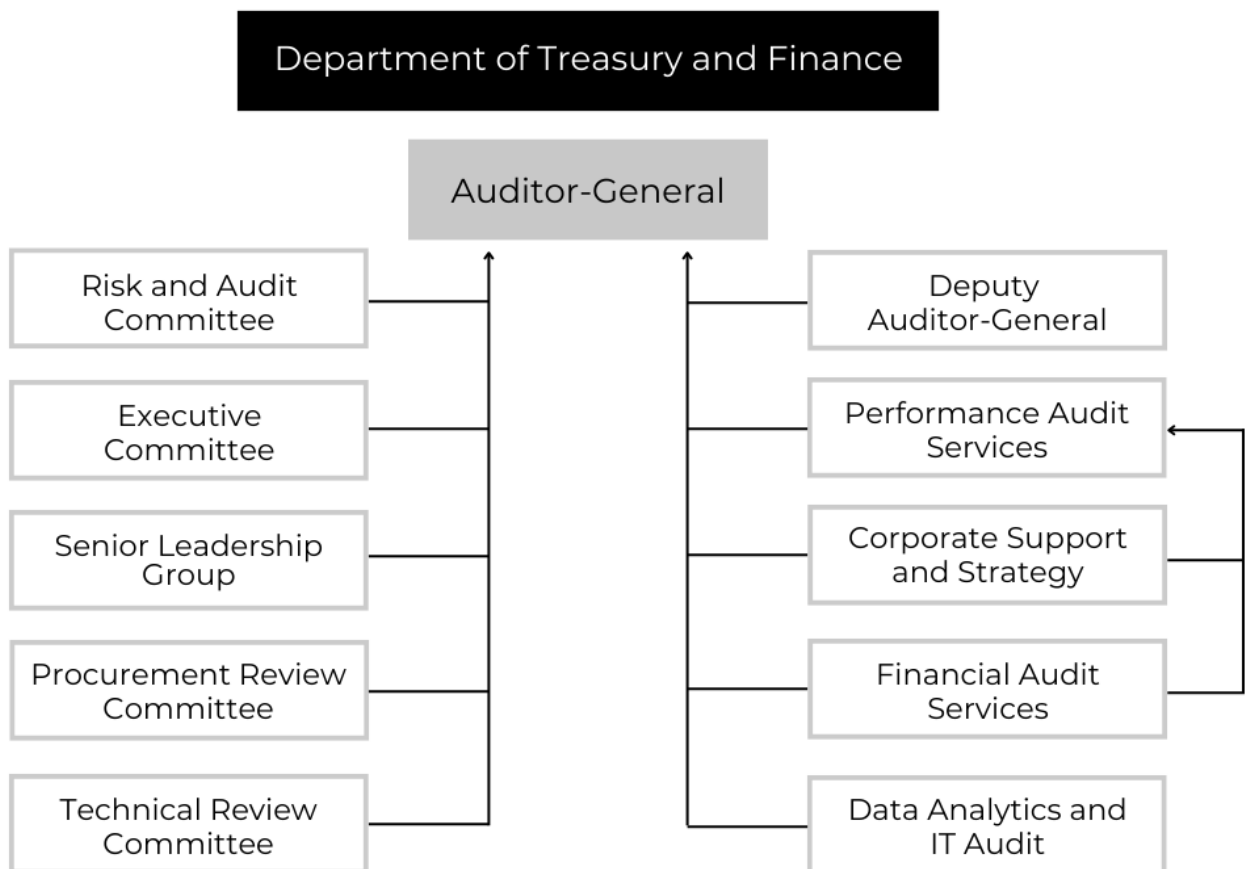 Department of Treasury and Finance
Auditor-General
Risk and Audit
Committee
Executive
Committee
Senior Leadership
Group
Procurement Review
Committee
Technical Review
Committee
Deputy
Auditor-General
Performance Audit
Services
Corporate Support
and Strategy
Financial Audit
Services
Data Analytics and
IT Audit